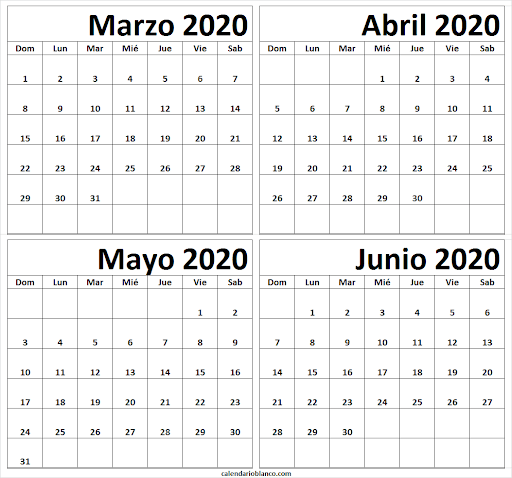 Marzo 2020
Dom Lun Mar Mié Jue Vie Sab
1 2 3 4 5 6 7
8 9 10 11 12 13 14
15 16 17 18 19 20 21
22 23 24 25 26 27 28
29 30 31
Abril 2020
Dom Lun Mar Mié Jue Vie Sab
1 2 3 4
5 6 7 8 9 10 11
12 13 14 15 16 17 18
19 20 21 22 23 24 25
26 27 28 29 30
Mayo 2020
Dom Lun Mar Mié Jue Vie Sab
1 2
3 4 5 6 7 8 9
10 11 12 13 14 15 16
17 18 19 20 21 22 23
24 25 26 27 28 29 30
31
Junio 2020
Dom Lun Mar Mié Jue Vie Sab
1 2 3 4 5 6
7 8 9 10 11 12 13
14 15 16 17 18 19 20
21 22 23 24 25 26 27
28 29 30
calendarioblanco.com